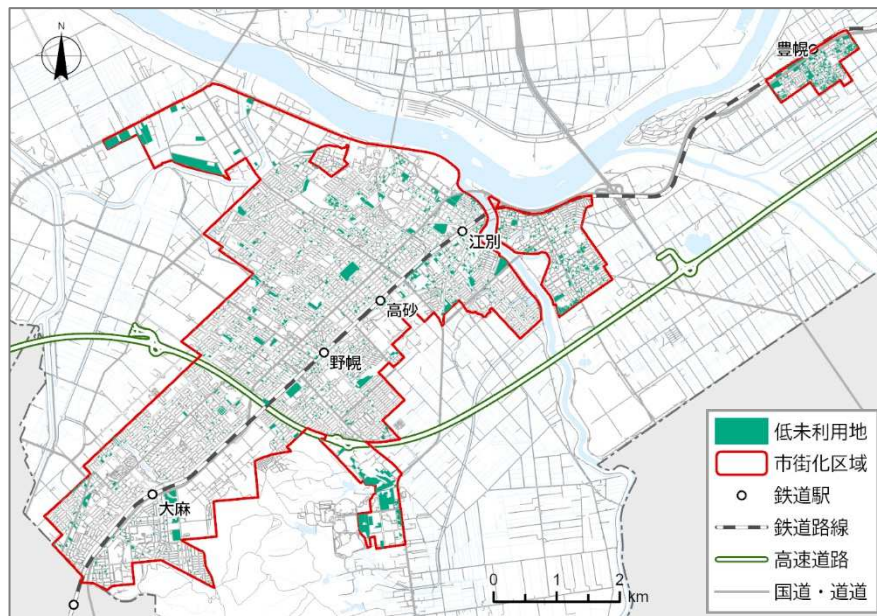 N
豊幌
江別
高砂
野幌
大麻
低未利用地
市街化区域
鉄道駅
鉄道路線
高速道路
国道・道道
0 1 2
km